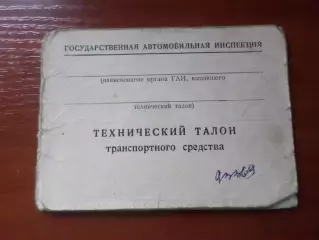 ГОСУДАРСТВЕННАЯ АВТОМОБИЛЬНАЯ ИНСПЕКЦИЯ
(наименование органа ГАИ, выдавшего
технический талон)
ТЕХНИЧЕСКИЙ ТАЛОН
транспортного средства